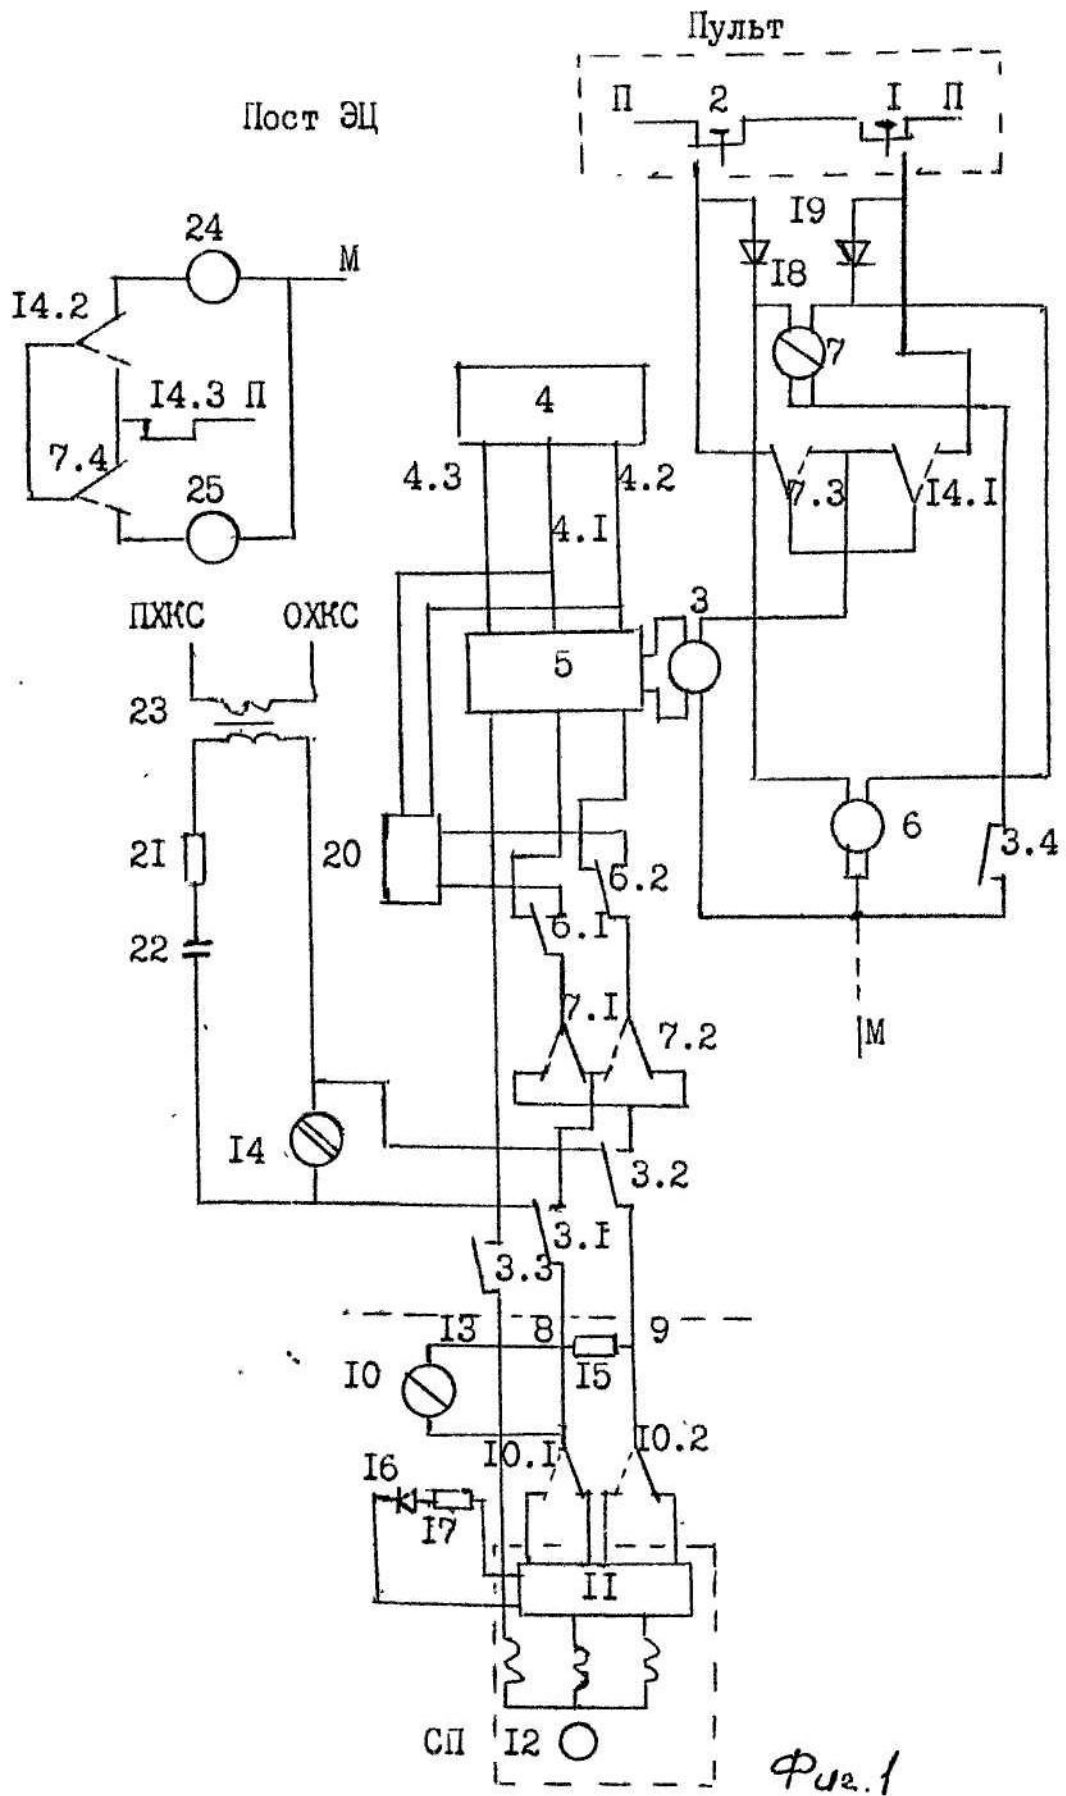 Пульт
П 2 I П
Пост ЭЦ
I9
24
М
I8
I4.2
7
4
I4.3 П
7.4
4.3
4.2
25
7.3
I4.I
4.I
ПХКС
ОХКС
3
5
23
6
2I
20
3.4
6.2
22
6.I
7.I
М
7.2
I4
3.2
3.I
3.3
I3
8
9
I0
I5
I0.I
I0.2
I6
I7
II
СП
I2
Фиг.1